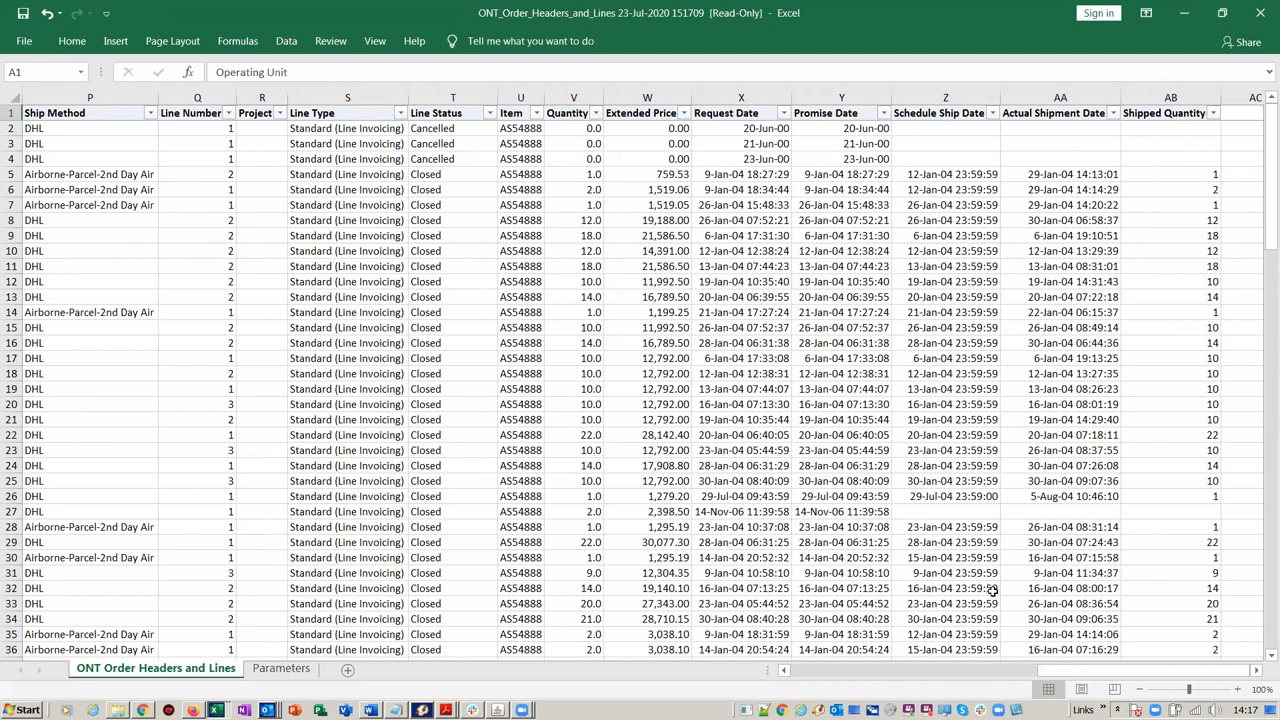 ONT_Order_Headers_and_Lines 23-Jul-2020 151709 [Read-Only] - Excel
Sign in
File Home Insert Page Layout Formulas Data Review View Help Tell me what you want to do Share
A1 fx Operating Unit
P Q R S T U V W X Y Z AA AB AC
1 Ship Method Line Number Project Line Type Line Status Item Quantity Extended Price Request Date Promise Date Schedule Ship Date Actual Shipment Date Shipped Quantity
2 DHL 1 Standard (Line Invoicing) Cancelled AS54888 0.0 0.00 20-Jun-00 20-Jun-00
3 DHL 1 Standard (Line Invoicing) Cancelled AS54888 0.0 0.00 21-Jun-00 21-Jun-00
4 DHL 1 Standard (Line Invoicing) Cancelled AS54888 0.0 0.00 23-Jun-00 23-Jun-00
5 Airborne-Parcel-2nd Day Air 2 Standard (Line Invoicing) Closed AS54888 1.0 759.53 9-Jan-04 18:27:29 9-Jan-04 18:27:29 12-Jan-04 23:59:59 29-Jan-04 14:13:01 1
6 Airborne-Parcel-2nd Day Air 1 Standard (Line Invoicing) Closed AS54888 2.0 1,519.06 9-Jan-04 18:34:44 9-Jan-04 18:34:44 12-Jan-04 23:59:59 29-Jan-04 14:14:29 2
7 Airborne-Parcel-2nd Day Air 1 Standard (Line Invoicing) Closed AS54888 1.0 1,519.05 26-Jan-04 15:48:33 26-Jan-04 15:48:33 26-Jan-04 23:59:59 29-Jan-04 14:20:22 1
8 DHL 2 Standard (Line Invoicing) Closed AS54888 12.0 19,188.00 26-Jan-04 07:52:21 26-Jan-04 07:52:21 26-Jan-04 23:59:59 30-Jan-04 06:58:37 12
9 DHL 2 Standard (Line Invoicing) Closed AS54888 18.0 21,586.50 6-Jan-04 17:31:30 6-Jan-04 17:31:30 6-Jan-04 23:59:59 6-Jan-04 19:10:51 18
10 DHL 2 Standard (Line Invoicing) Closed AS54888 12.0 14,391.00 12-Jan-04 12:38:24 12-Jan-04 12:38:24 12-Jan-04 23:59:59 12-Jan-04 13:29:39 12
11 DHL 2 Standard (Line Invoicing) Closed AS54888 18.0 21,586.50 13-Jan-04 07:44:23 13-Jan-04 07:44:23 13-Jan-04 23:59:59 13-Jan-04 08:31:01 18
12 DHL 2 Standard (Line Invoicing) Closed AS54888 10.0 11,992.50 19-Jan-04 10:35:40 19-Jan-04 10:35:40 19-Jan-04 23:59:59 19-Jan-04 14:31:43 10
13 DHL 2 Standard (Line Invoicing) Closed AS54888 14.0 16,789.50 20-Jan-04 06:39:55 20-Jan-04 06:39:55 20-Jan-04 23:59:59 20-Jan-04 07:22:18 14
14 Airborne-Parcel-2nd Day Air 1 Standard (Line Invoicing) Closed AS54888 1.0 1,199.25 21-Jan-04 17:27:24 21-Jan-04 17:27:24 21-Jan-04 23:59:59 22-Jan-04 06:15:37 1
15 DHL 2 Standard (Line Invoicing) Closed AS54888 10.0 11,992.50 26-Jan-04 07:52:37 26-Jan-04 07:52:37 26-Jan-04 23:59:59 26-Jan-04 08:49:14 10
16 DHL 2 Standard (Line Invoicing) Closed AS54888 14.0 16,789.50 28-Jan-04 06:31:38 28-Jan-04 06:31:38 28-Jan-04 23:59:59 30-Jan-04 06:44:36 14
17 DHL 1 Standard (Line Invoicing) Closed AS54888 10.0 12,792.00 6-Jan-04 17:33:08 6-Jan-04 17:33:08 6-Jan-04 23:59:59 6-Jan-04 19:13:25 10
18 DHL 2 Standard (Line Invoicing) Closed AS54888 10.0 12,792.00 12-Jan-04 12:38:31 12-Jan-04 12:38:31 12-Jan-04 23:59:59 12-Jan-04 13:27:35 10
19 DHL 1 Standard (Line Invoicing) Closed AS54888 10.0 12,792.00 13-Jan-04 07:44:07 13-Jan-04 07:44:07 13-Jan-04 23:59:59 13-Jan-04 08:26:23 10
20 DHL 3 Standard (Line Invoicing) Closed AS54888 10.0 12,792.00 16-Jan-04 07:13:30 16-Jan-04 07:13:30 16-Jan-04 23:59:59 16-Jan-04 08:01:19 10
21 DHL 2 Standard (Line Invoicing) Closed AS54888 10.0 12,792.00 19-Jan-04 10:35:44 19-Jan-04 10:35:44 19-Jan-04 23:59:59 19-Jan-04 14:29:40 10
22 DHL 1 Standard (Line Invoicing) Closed AS54888 22.0 28,142.40 20-Jan-04 06:40:05 20-Jan-04 06:40:05 20-Jan-04 23:59:59 20-Jan-04 07:18:11 22
23 DHL 3 Standard (Line Invoicing) Closed AS54888 10.0 12,792.00 23-Jan-04 05:44:59 23-Jan-04 05:44:59 23-Jan-04 23:59:59 26-Jan-04 08:37:55 10
24 DHL 1 Standard (Line Invoicing) Closed AS54888 14.0 17,908.80 28-Jan-04 06:31:29 28-Jan-04 06:31:29 28-Jan-04 23:59:59 30-Jan-04 07:26:08 14
25 DHL 3 Standard (Line Invoicing) Closed AS54888 10.0 12,792.00 30-Jan-04 08:40:09 30-Jan-04 08:40:09 30-Jan-04 23:59:59 30-Jan-04 09:07:36 10
26 DHL 1 Standard (Line Invoicing) Closed AS54888 1.0 1,279.20 29-Jul-04 09:43:59 29-Jul-04 09:43:59 29-Jul-04 23:59:00 5-Aug-04 10:46:10 1
27 DHL 1 Standard (Line Invoicing) Closed AS54888 2.0 2,398.50 14-Nov-06 11:39:58 14-Nov-06 11:39:58
28 Airborne-Parcel-2nd Day Air 1 Standard (Line Invoicing) Closed AS54888 1.0 1,295.19 23-Jan-04 10:37:08 23-Jan-04 10:37:08 23-Jan-04 23:59:59 26-Jan-04 08:31:14 1
29 DHL 1 Standard (Line Invoicing) Closed AS54888 22.0 30,077.30 28-Jan-04 06:31:25 28-Jan-04 06:31:25 28-Jan-04 23:59:59 30-Jan-04 07:24:43 22
30 Airborne-Parcel-2nd Day Air 1 Standard (Line Invoicing) Closed AS54888 1.0 1,295.19 14-Jan-04 20:52:32 14-Jan-04 20:52:32 15-Jan-04 23:59:59 16-Jan-04 07:15:58 1
31 DHL 3 Standard (Line Invoicing) Closed AS54888 9.0 12,304.35 9-Jan-04 10:58:10 9-Jan-04 10:58:10 9-Jan-04 23:59:59 9-Jan-04 11:34:37 9
32 DHL 2 Standard (Line Invoicing) Closed AS54888 14.0 19,140.10 16-Jan-04 07:13:25 16-Jan-04 07:13:25 16-Jan-04 23:59:59 16-Jan-04 08:00:17 14
33 DHL 2 Standard (Line Invoicing) Closed AS54888 20.0 27,343.00 23-Jan-04 05:44:52 23-Jan-04 05:44:52 23-Jan-04 23:59:59 26-Jan-04 08:36:54 20
34 DHL 2 Standard (Line Invoicing) Closed AS54888 21.0 28,710.15 30-Jan-04 08:40:28 30-Jan-04 08:40:28 30-Jan-04 23:59:59 30-Jan-04 09:06:35 21
35 Airborne-Parcel-2nd Day Air 1 Standard (Line Invoicing) Closed AS54888 2.0 3,038.10 9-Jan-04 18:31:59 9-Jan-04 18:31:59 12-Jan-04 23:59:59 29-Jan-04 14:14:06 2
36 Airborne-Parcel-2nd Day Air 1 Standard (Line Invoicing) Closed AS54888 2.0 3,038.10 14-Jan-04 20:54:24 14-Jan-04 20:54:24 15-Jan-04 23:59:59 16-Jan-04 07:16:29 2
ONT Order Headers and Lines Parameters
100%
Start Links 14:17